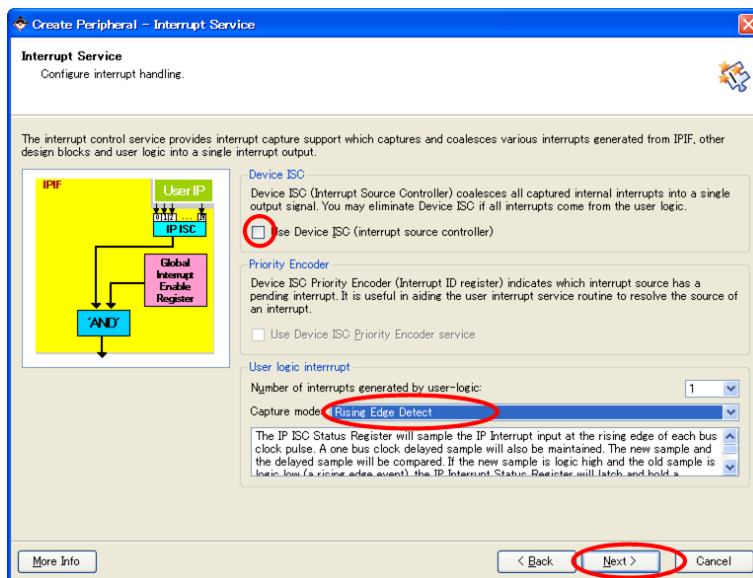 Create Peripheral - Interrupt Service
Interrupt Service
Configure interrupt handling.
The interrupt control service provides interrupt capture support which captures and coalesces various interrupts generated from IPIF, other
design blocks and user logic into a single interrupt output.
IPIF
User IP
0 1 2 ...
IP ISC
Global
Interrupt
Enable
Register
'AND'
Device ISC
Device ISC (Interrupt Source Controller) coalesces all captured internal interrupts into a single
output signal. You may eliminate Device ISC if all interrupts come from the user logic.
Use Device ISC (interrupt source controller)
Priority Encoder
Device ISC Priority Encoder (Interrupt ID register) indicates which interrupt source has a
pending interrupt. It is useful in aiding the user interrupt service routine to resolve the source of
an interrupt.
Use Device ISC Priority Encoder service
User logic interrrupt
Number of interrupts generated by user-logic:
1
Capture mode:
Rising Edge Detect
The IP ISC Status Register will sample the IP Interrupt input at the rising edge of each bus
clock pulse. A one bus clock delayed sample will also be maintained. The new sample and
the delayed sample will be compared. If the new sample is logic high and the old sample is
logic low (a rising edge event), the IP Interrupt Status Register will latch and hold a
More Info
< Back
Next >
Cancel